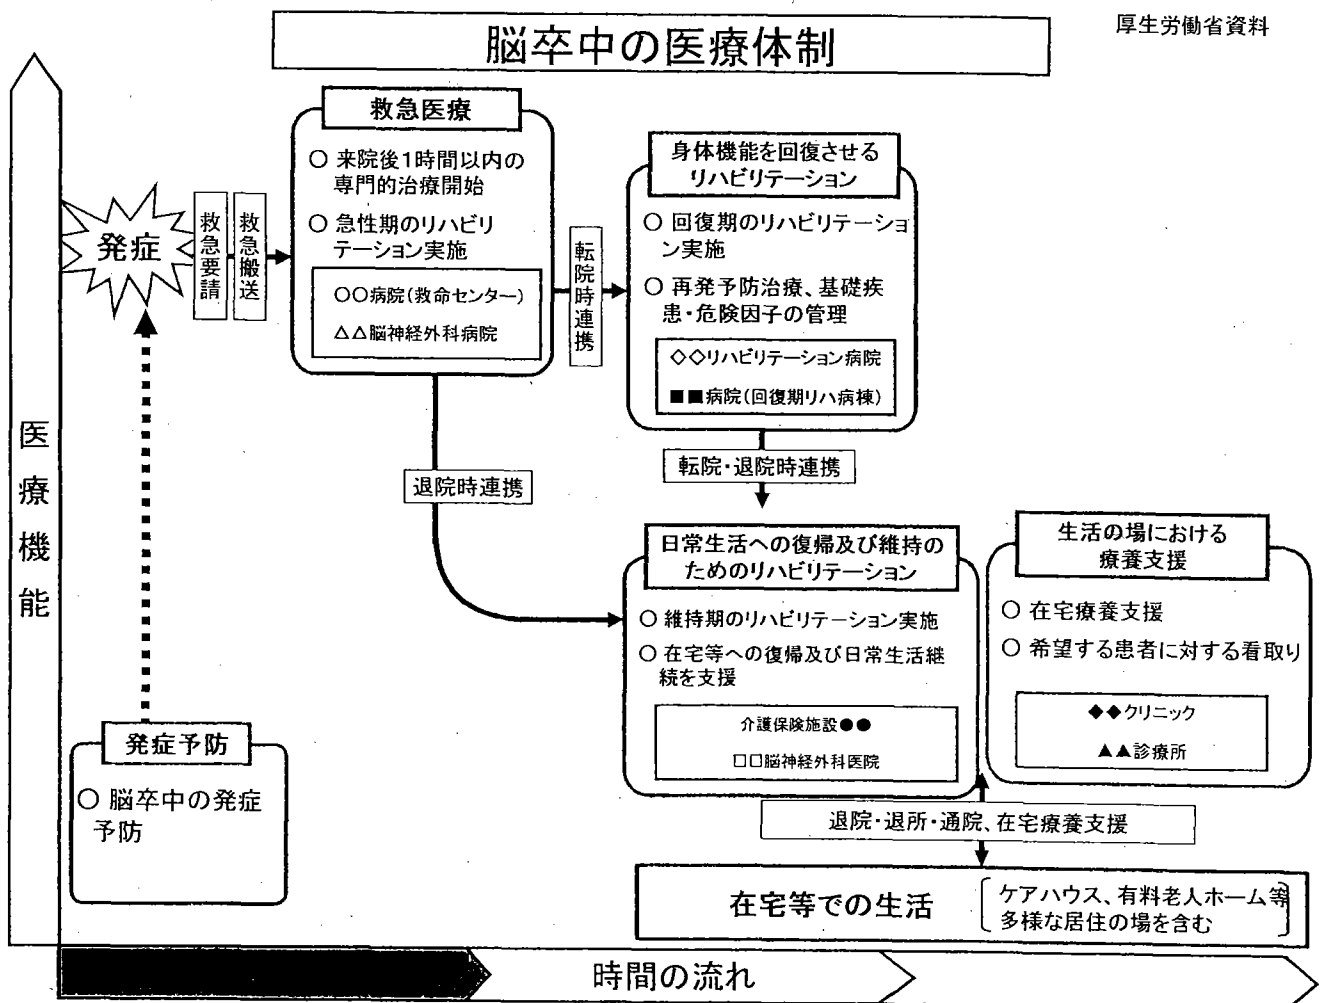 厚生労働省資料
脳卒中の医療体制
医療機能
救急医療
○ 来院後1時間以内の
専門的治療開始
○ 急性期のリハビリ
テーション実施
○○病院(救命センター)
△△脳神経外科病院
発症
救急要請
救急搬送
転院時連携
身体機能を回復させる
リハビリテーション
○ 回復期のリハビリテーショ
ン実施
○ 再発予防治療、基礎疾
患・危険因子の管理
◇◇リハビリテーション病院
■■病院(回復期リハ病棟)
退院時連携
転院・退院時連携
日常生活への復帰及び維持の
ためのリハビリテーション
○ 維持期のリハビリテーション実施
○ 在宅等への復帰及び日常生活継
続を支援
介護保険施設●●
□□脳神経外科医院
生活の場における
療養支援
○ 在宅療養支援
○ 希望する患者に対する看取り
◆◆クリニック
▲▲診療所
発症予防
○ 脳卒中の発症
予防
退院・退所・通院、在宅療養支援
在宅等での生活
ケアハウス、有料老人ホーム等
多様な居住の場を含む
時間の流れ